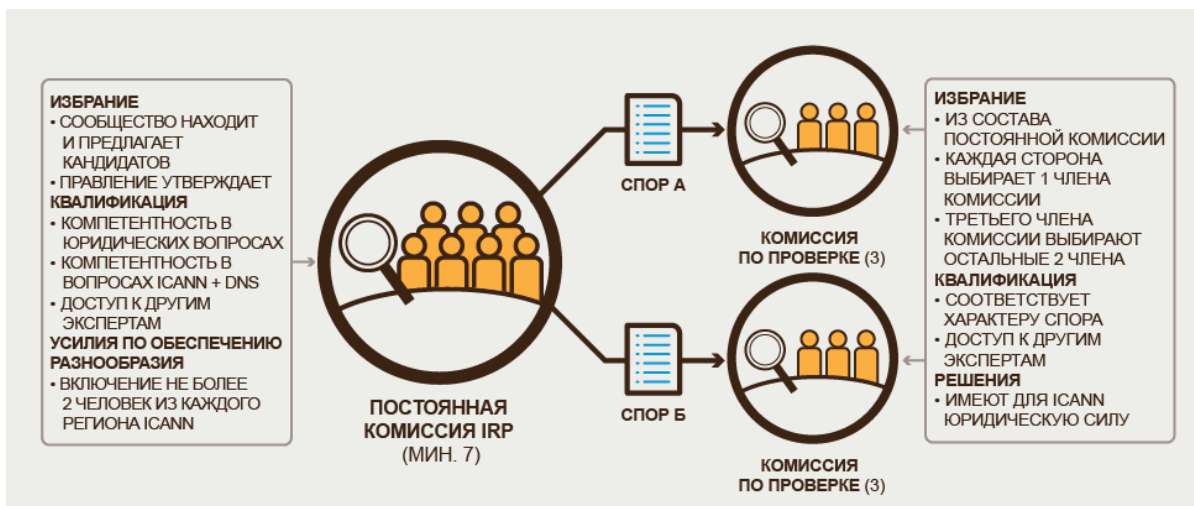 ИЗБРАНИЕ
• СООБЩЕСТВО НАХОДИТ
И ПРЕДЛАГАЕТ
КАНДИДАТОВ
• ПРАВЛЕНИЕ УТВЕРЖДАЕТ
КВАЛИФИКАЦИЯ
• КОМПЕТЕНТНОСТЬ В
ЮРИДИЧЕСКИХ ВОПРОСАХ
• КОМПЕТЕНТНОСТЬ В
ВОПРОСАХ ICANN + DNS
• ДОСТУП К ДРУГИМ
ЭКСПЕРТАМ
УСИЛИЯ ПО ОБЕСПЕЧЕНИЮ
РАЗНООБРАЗИЯ
• ВКЛЮЧЕНИЕ НЕ БОЛЕЕ
2 ЧЕЛОВЕК ИЗ КАЖДОГО
РЕГИОНА ICANN
ПОСТОЯННАЯ
КОМИССИЯ IRP
(МИН. 7)
СПОР А
КОМИССИЯ
ПО ПРОВЕРКЕ (3)
СПОР Б
КОМИССИЯ
ПО ПРОВЕРКЕ (3)
ИЗБРАНИЕ
• ИЗ СОСТАВА
ПОСТОЯННОЙ КОМИССИИ
• КАЖДАЯ СТОРОНА
ВЫБИРАЕТ 1 ЧЛЕНА
КОМИССИИ
• ТРЕТЬЕГО ЧЛЕНА
КОМИССИИ ВЫБИРАЮТ
ОСТАЛЬНЫЕ 2 ЧЛЕНА
КВАЛИФИКАЦИЯ
• СООТВЕТСТВУЕТ
ХАРАКТЕРУ СПОРА
• ДОСТУП К ДРУГИМ
ЭКСПЕРТАМ
РЕШЕНИЯ
• ИМЕЮТ ДЛЯ ICANN
ЮРИДИЧЕСКУЮ СИЛУ